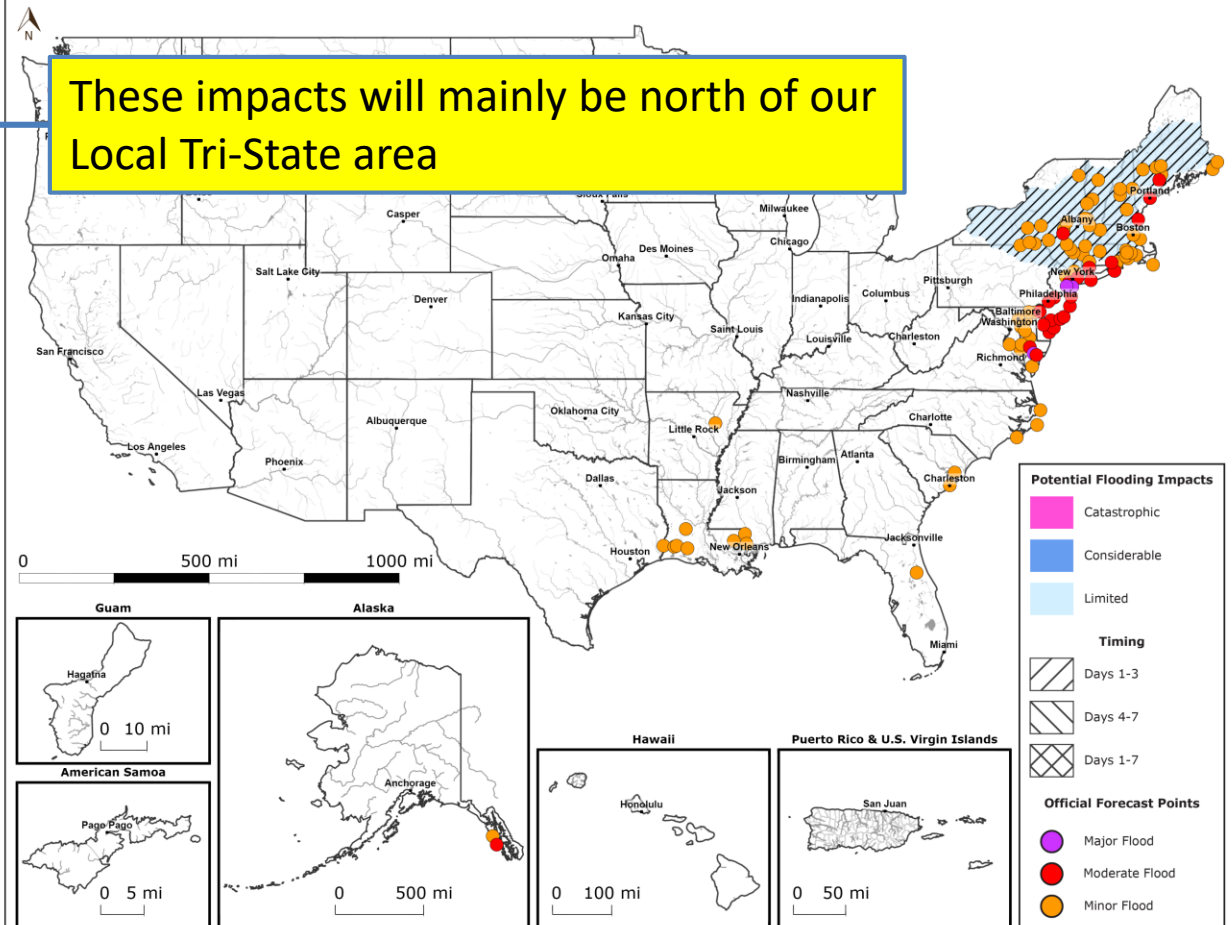 N
These impacts will mainly be north of our
Local Tri-State area
Casper
Milwaukee
Chicago
Des Moines
Omaha
Salt Lake City
Denver
Kansas City
Saint Louis
Indianapolis
Columbus
Pittsburgh
Portland
Albany
Boston
New York
Philadelphia
Baltimore
Washington
Louisville
Charleston
Richmond
San Francisco
Las Vegas
Los Angeles
Phoenix
Albuquerque
Oklahoma City
Little Rock
Nashville
Charlotte
Birmingham
Atlanta
Charleston
Dallas
Jackson
Houston
New Orleans
Jacksonville
Miami
0 500 mi 1000 mi
Guam
Hagatna
0 10 mi
American Samoa
Pago Pago
0 5 mi
Alaska
Anchorage
0 500 mi
Hawaii
Honolulu
0 100 mi
Puerto Rico & U.S. Virgin Islands
San Juan
0 50 mi
Potential Flooding Impacts
Catastrophic
Considerable
Limited
Timing
Days 1-3
Days 4-7
Days 1-7
Official Forecast Points
Major Flood
Moderate Flood
Minor Flood